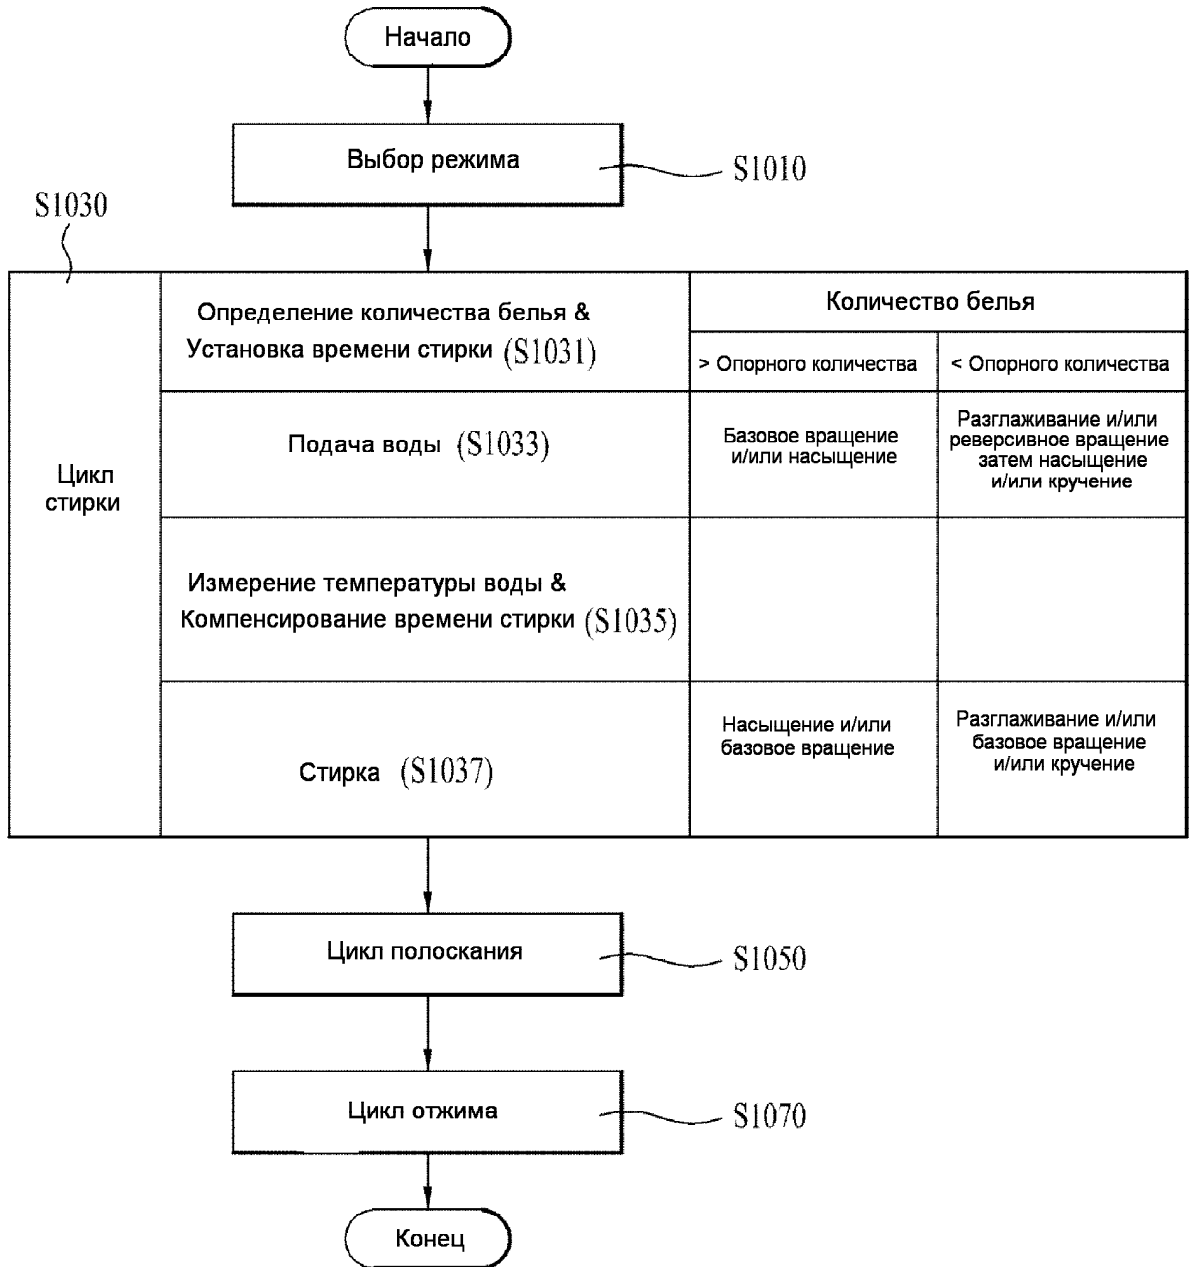 Начало
Выбор режима
S1010
S1030
Цикл
стирки
Определение количества белья &
Установка времени стирки (S1031)
Количество белья
> Опорного количества
< Опорного количества
Подача воды (S1033)
Базовое вращение
и/или насыщение
Разглаживание и/или
реверсивное вращение
затем насыщение
и/или кручение
Измерение температуры воды &
Компенсирование времени стирки (S1035)
Стирка (S1037)
Насыщение и/или
базовое вращение
Разглаживание и/или
базовое вращение
и/или кручение
Цикл полоскания
S1050
Цикл отжима
S1070
Конец